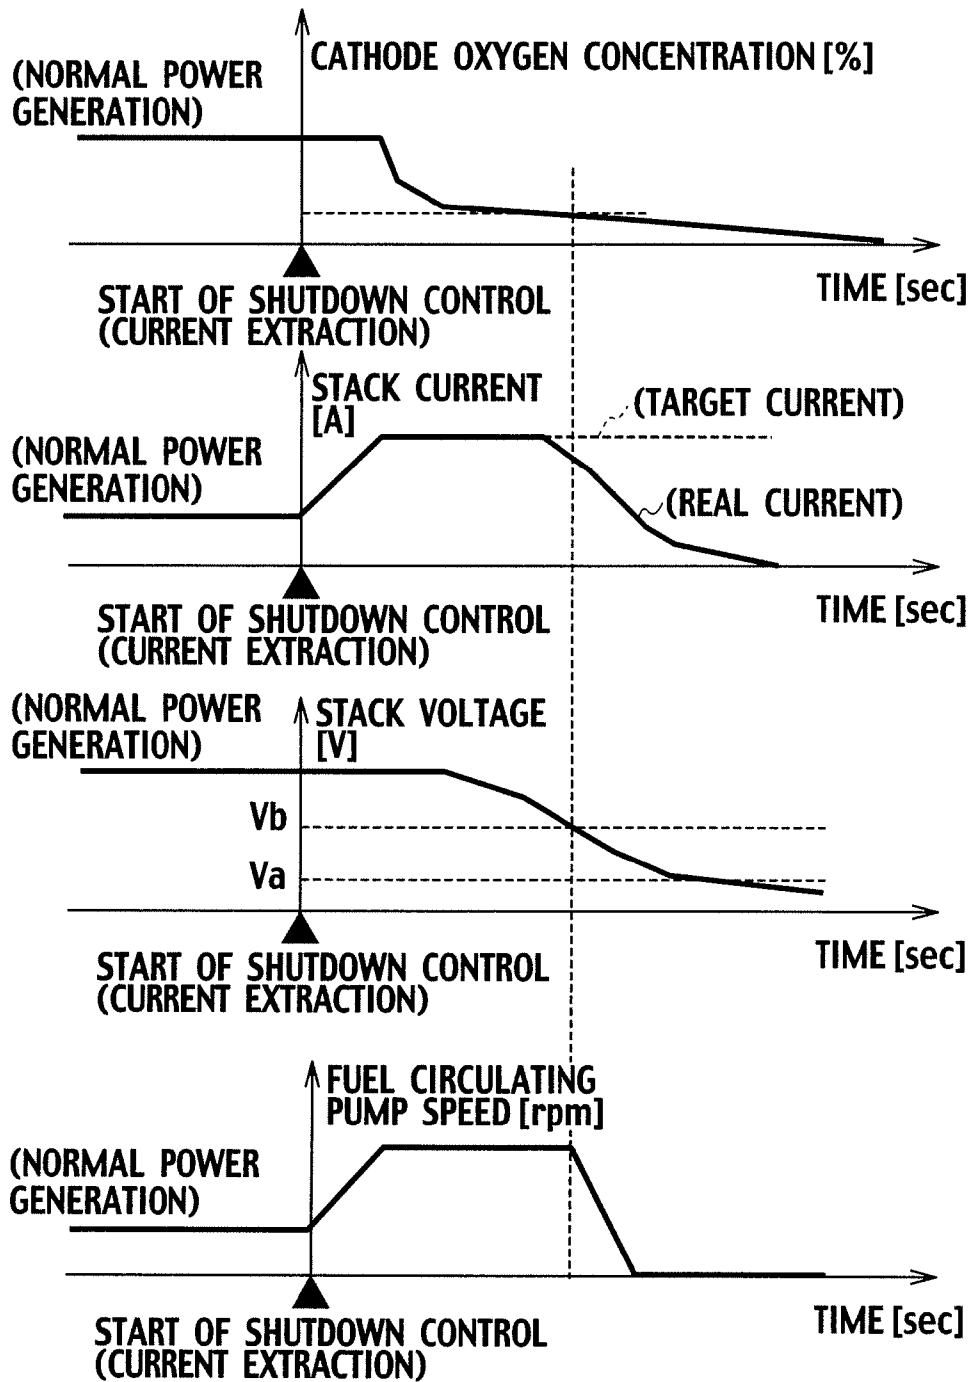 CATHODE OXYGEN CONCENTRATION [%]
(NORMAL POWER
GENERATION)
TIME [sec]
START OF SHUTDOWN CONTROL
(CURRENT EXTRACTION)
STACK CURRENT
[A]
(TARGET CURRENT)
(NORMAL POWER
GENERATION)
(REAL CURRENT)
TIME [sec]
START OF SHUTDOWN CONTROL
(CURRENT EXTRACTION)
(NORMAL POWER
GENERATION)
STACK VOLTAGE
[V]
Vb
Va
TIME [sec]
START OF SHUTDOWN CONTROL
(CURRENT EXTRACTION)
FUEL CIRCULATING
PUMP SPEED [rpm]
(NORMAL POWER
GENERATION)
TIME [sec]
START OF SHUTDOWN CONTROL
(CURRENT EXTRACTION)